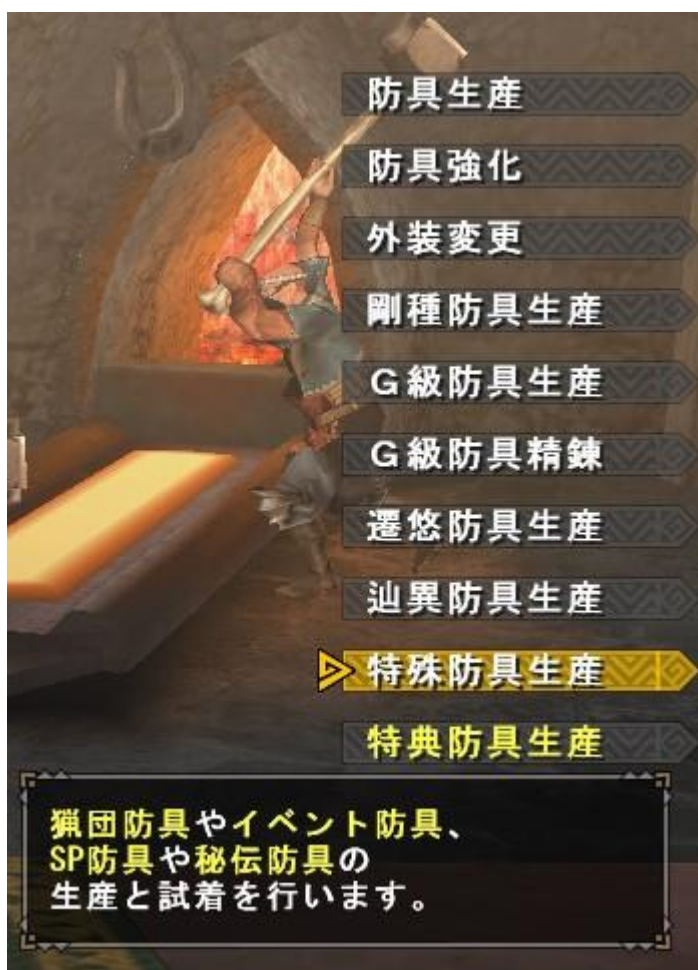 防具生産
防具強化
外装変更
剛種防具生産
G級防具生産
G級防具精錬
遷悠防具生産
辿異防具生産
特殊防具生産
特典防具生産
猟団防具やイベント防具、
SP防具や秘伝防具の
生産と試着を行います。